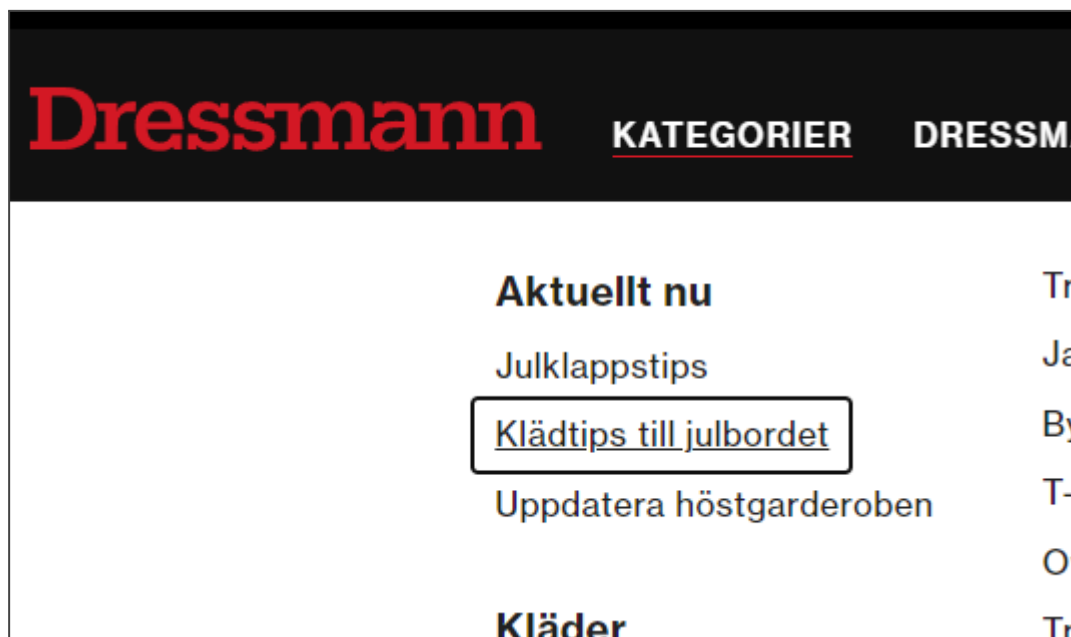 Dressmann KATEGORIER
Aktuellt nu
Julklappstips
Klädtips till julbordet
Uppdatera höstgarderoben
Kläder